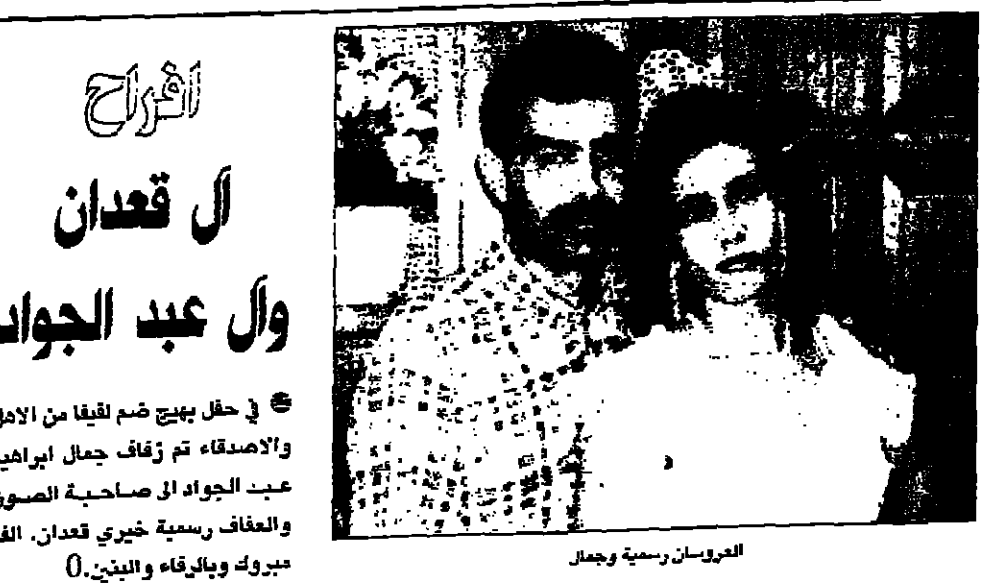 افراح
آل قعدان
وآل عبد الجواد
في حفل بهيج ضم لفيفا من الاهل
والاصدقاء تم زفاف جمال ابراهيم
عبد الجواد الى صاحبة الصون
والعفاف رسمية خيري قعدان. الف
مبروك وبالرفاء والبنين.
العروسان رسمية وجمال